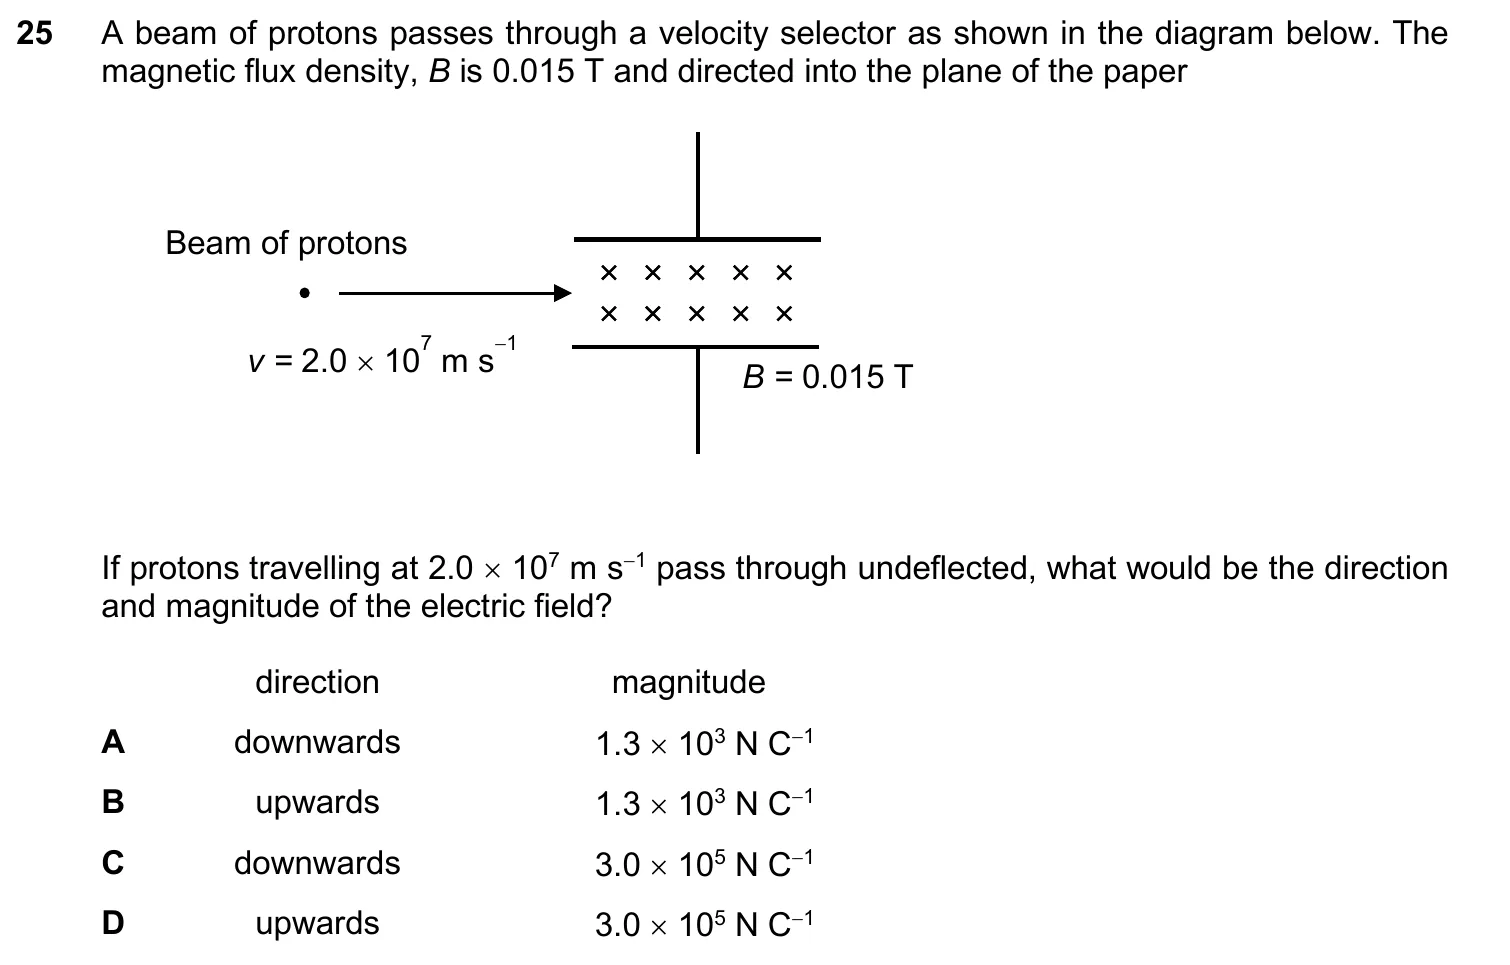 25 A beam of protons passes through a velocity selector as shown in the diagram below. The
magnetic flux density, B is 0.015 T and directed into the plane of the paper
Beam of protons
× × × × ×
× × × × ×
v = 2.0 × 10⁷ m s⁻¹
B = 0.015 T
If protons travelling at 2.0 × 10⁷ m s⁻¹ pass through undeflected, what would be the direction
and magnitude of the electric field?
direction magnitude
A downwards 1.3 × 10³ N C⁻¹
B upwards 1.3 × 10³ N C⁻¹
C downwards 3.0 × 10⁵ N C⁻¹
D upwards 3.0 × 10⁵ N C⁻¹